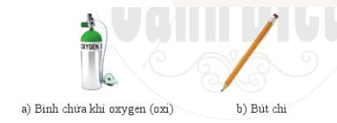 OXYGEN
a) Bình chứa khí oxygen (oxi)
b) Bút chì